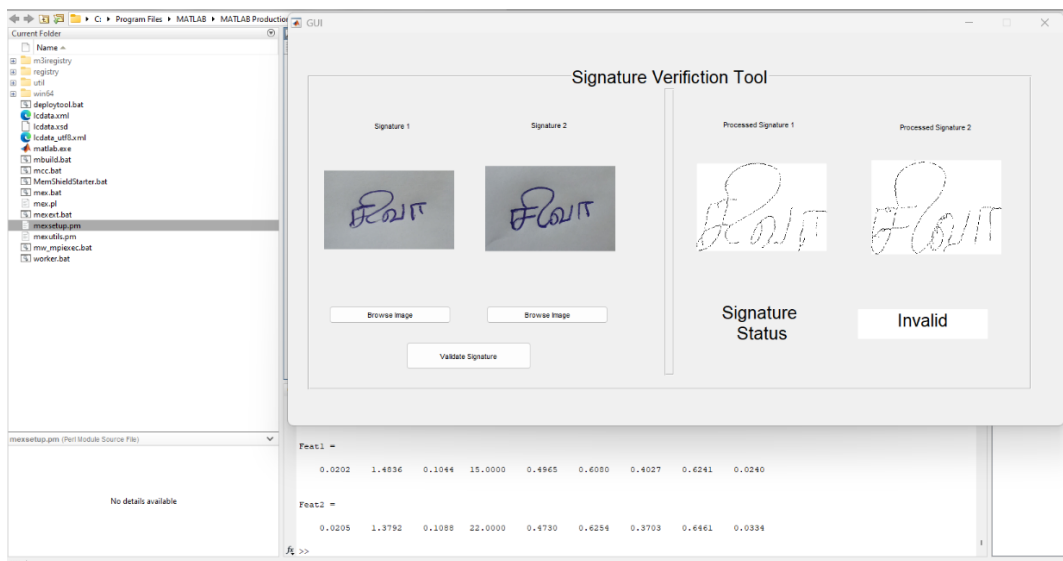 C: ▸ Program Files ▸ MATLAB ▸ MATLAB Production
Current Folder
Name
m3iregistry
registry
util
win64
deploytool.bat
lcdata.xml
lcdata.xsd
lcdata_utf8.xml
matlab.exe
mbuild.bat
mcc.bat
MemShieldStarter.bat
mex.bat
mex.pl
mexext.bat
mexsetup.pm
mexutils.pm
mw_mpiexec.bat
worker.bat
mexsetup.pm (Perl Module Source File)
No details available
GUI
Signature Verifiction Tool
Signature 1
Signature 2
Processed Signature 1
Processed Signature 2
சிவா
சிவா
சிவா
சிவா
Browse Image
Browse Image
Validate Signature
Signature
Status
Invalid
Feat1 =
0.0202 1.4836 0.1044 15.0000 0.4965 0.6080 0.4027 0.6241 0.0240
Feat2 =
0.0205 1.3792 0.1088 22.0000 0.4730 0.6254 0.3703 0.6461 0.0334
fx >>